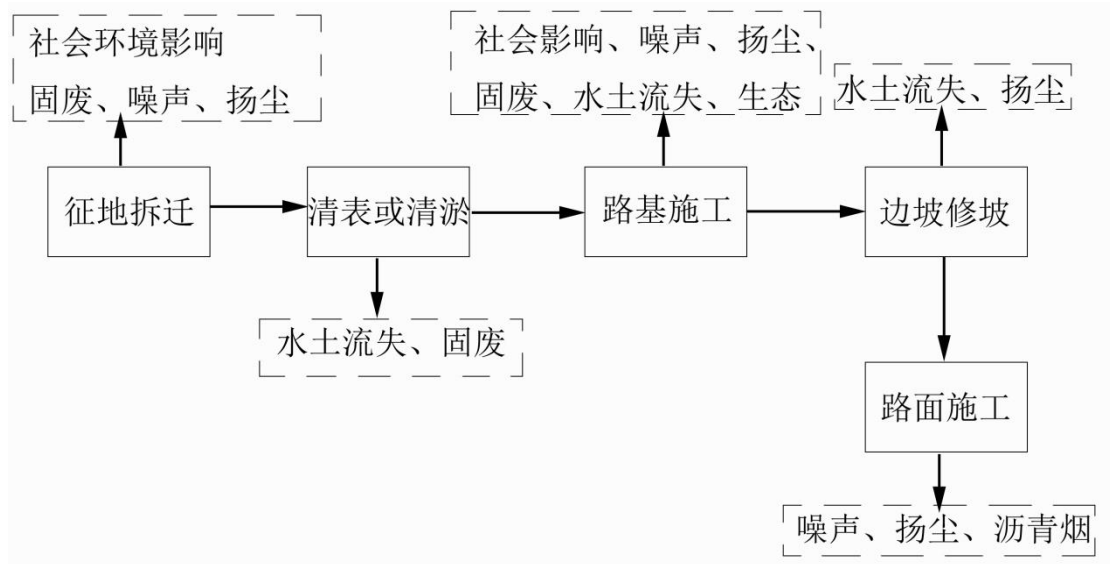 社会环境影响
固废、噪声、扬尘
社会影响、噪声、扬尘、
固废、水土流失、生态
水土流失、扬尘
征地拆迁
清表或清淤
路基施工
边坡修坡
水土流失、固废
路面施工
噪声、扬尘、沥青烟